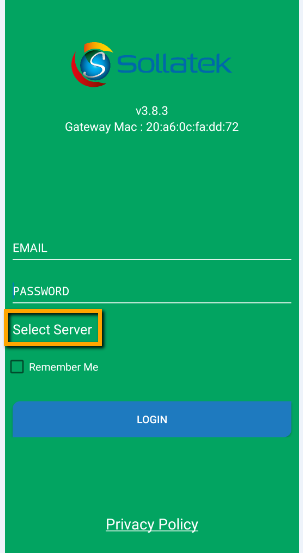 Sollatek
v3.8.3
Gateway Mac : 20:a6:0c:fa:dd:72
EMAIL
PASSWORD
Select Server
Remember Me
LOGIN
Privacy Policy